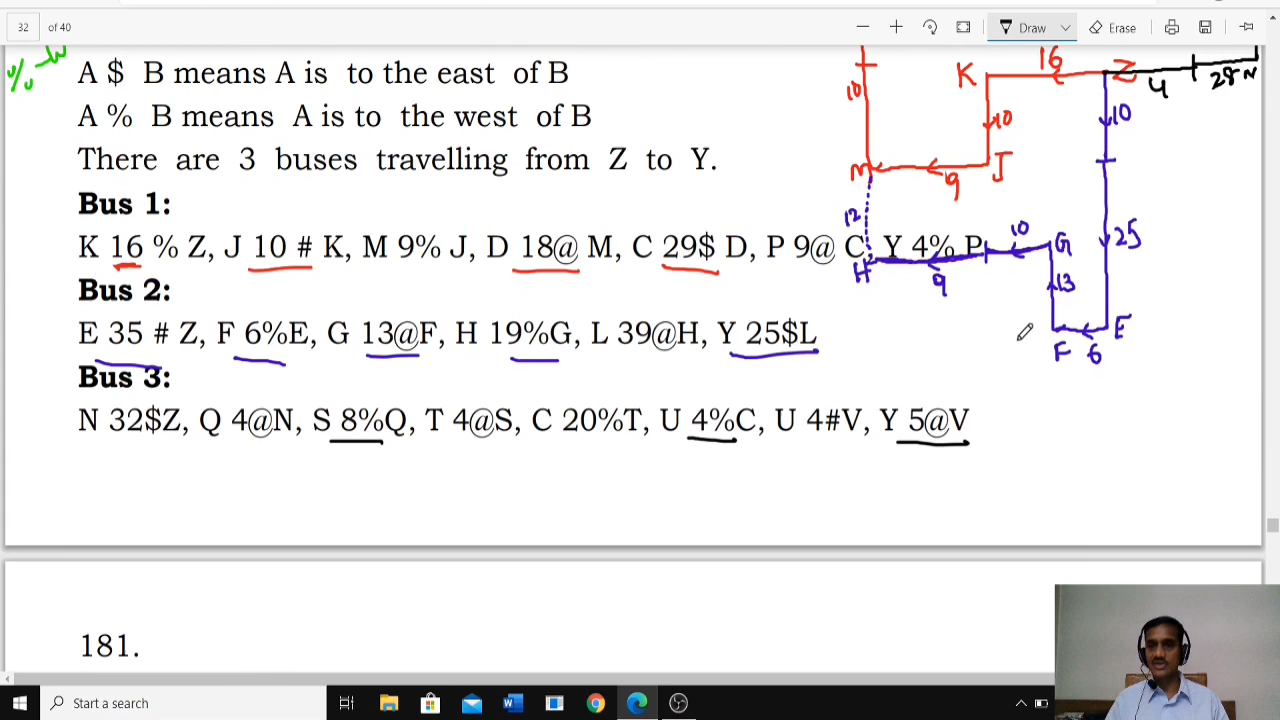 32 of 40
Draw
Erase
% W
A $ B means A is to the east of B
A % B means A is to the west of B
There are 3 buses travelling from Z to Y.
Bus 1:
K 16 % Z, J 10 # K, M 9% J, D 18@ M, C 29$ D, P 9@ C, Y 4% P
Bus 2:
E 35 # Z, F 6%E, G 13@F, H 19%G, L 39@H, Y 25$L
Bus 3:
N 32$Z, Q 4@N, S 8%Q, T 4@S, C 20%T, U 4%C, U 4#V, Y 5@V
181.
K 16 Z 4 28 N
10 10 10
M 9 J
12 10 G 25
H 9 13
F 6 E
Start a search